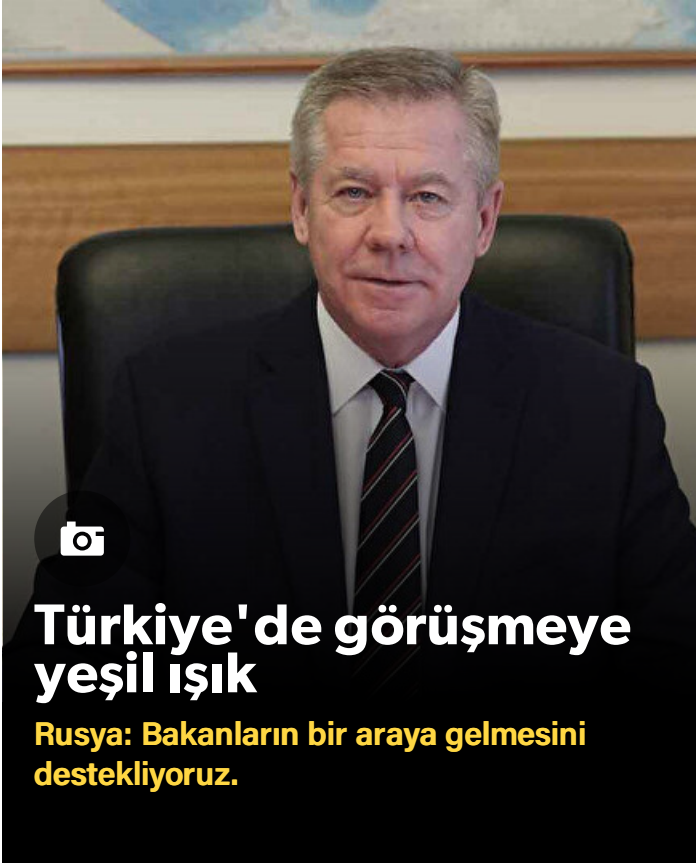 Türkiye'de görüşmeye
yeşil ışık
Rusya: Bakanların bir araya gelmesini
destekliyoruz.